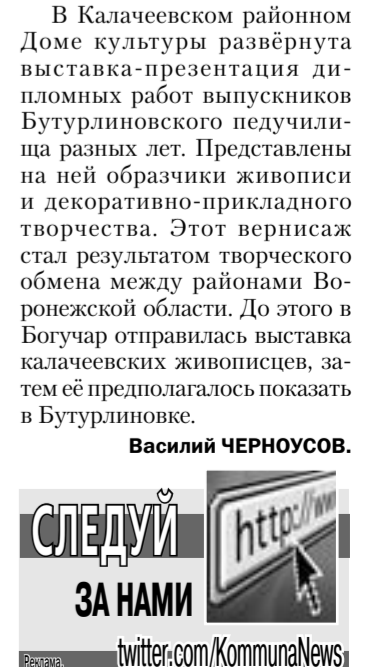 В Калачеевском районном
Доме культуры развёрнута
выставка-презентация ди-
пломных работ выпускников
Бутурлиновского педучили-
ща разных лет. Представлены
на ней образчики живописи
и декоративно-прикладного
творчества. Этот вернисаж
стал результатом творческого
обмена между районами Во-
ронежской области. До этого в
Богучар отправилась выставка
калачеевских живописцев, за-
тем её предполагалось показать
в Бутурлиновке.
Василий ЧЕРНОУСОВ.
СЛЕДУЙ
http://ww
ЗА НАМИ
Реклама.
twitter.com/KommunaNews